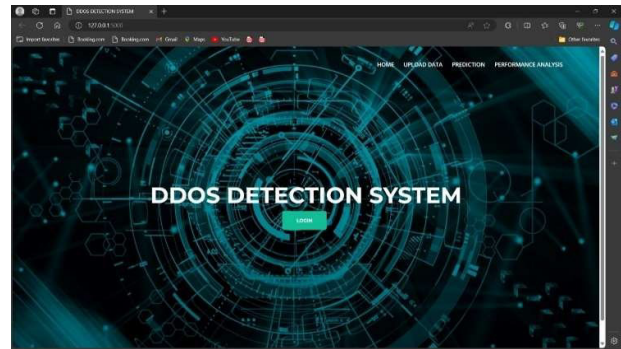 DDOS DETECTION SYSTEM
127.0.0.1:5000
Import favorites Booking.com Booking.com Gmail Maps YouTube Other favorites
HOME UPLOAD DATA PREDICTION PERFORMANCE ANALYSIS
DDOS DETECTION SYSTEM
LOGIN